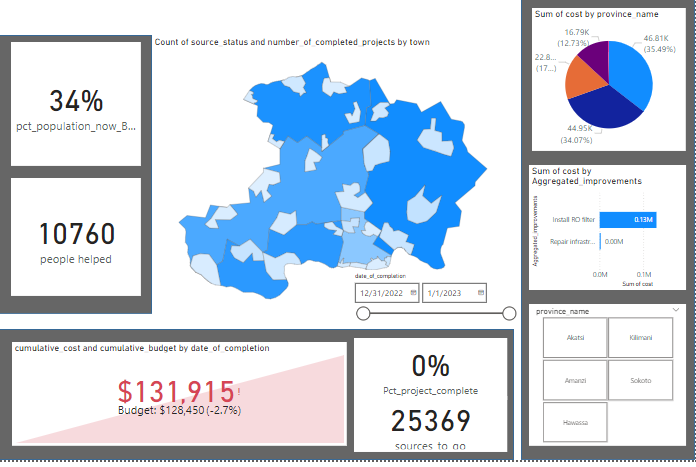 34%
pct_population_now_B...
10760
people helped
Count of source_status and number_of_completed_projects by town
date_of_completion
12/31/2022
1/1/2023
Sum of cost by province_name
16.79K
(12.73%)
46.81K
(35.49%)
22.8...
(17...)
44.95K
(34.07%)
Sum of cost by
Aggregated_improvements
Aggregated_improvements
Install RO filter
0.13M
Repair infrastr...
0.00M
0.0M
0.1M
Sum of cost
province_name
Akatsi
Kilimani
Amanzi
Sokoto
Hawassa
cumulative_cost and cumulative_budget by date_of_completion
$131,915!
Budget: $128,450 (-2.7%)
0%
Pct_project_complete
25369
sources_to_go